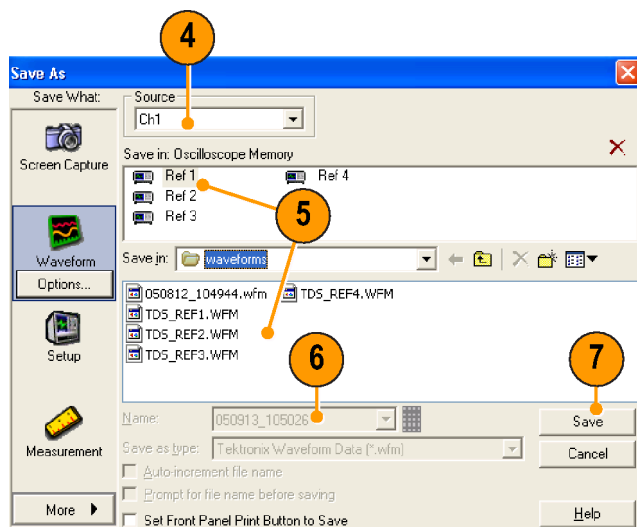 4
Save As
Save What:
Source
Ch1
Screen Capture
Save in: Oscilloscope Memory
Ref 1
Ref 4
Ref 2
Ref 3
5
Waveform
Options...
Save in: waveforms
050812_104944.wfm
TDS_REF4.WFM
TDS_REF1.WFM
TDS_REF2.WFM
TDS_REF3.WFM
Setup
6
7
Name: 050913_105026
Save
Measurement
Save as type: Tektronix Waveform Data (*.wfm)
Cancel
Auto-increment file name
Prompt for file name before saving
More
Set Front Panel Print Button to Save
Help